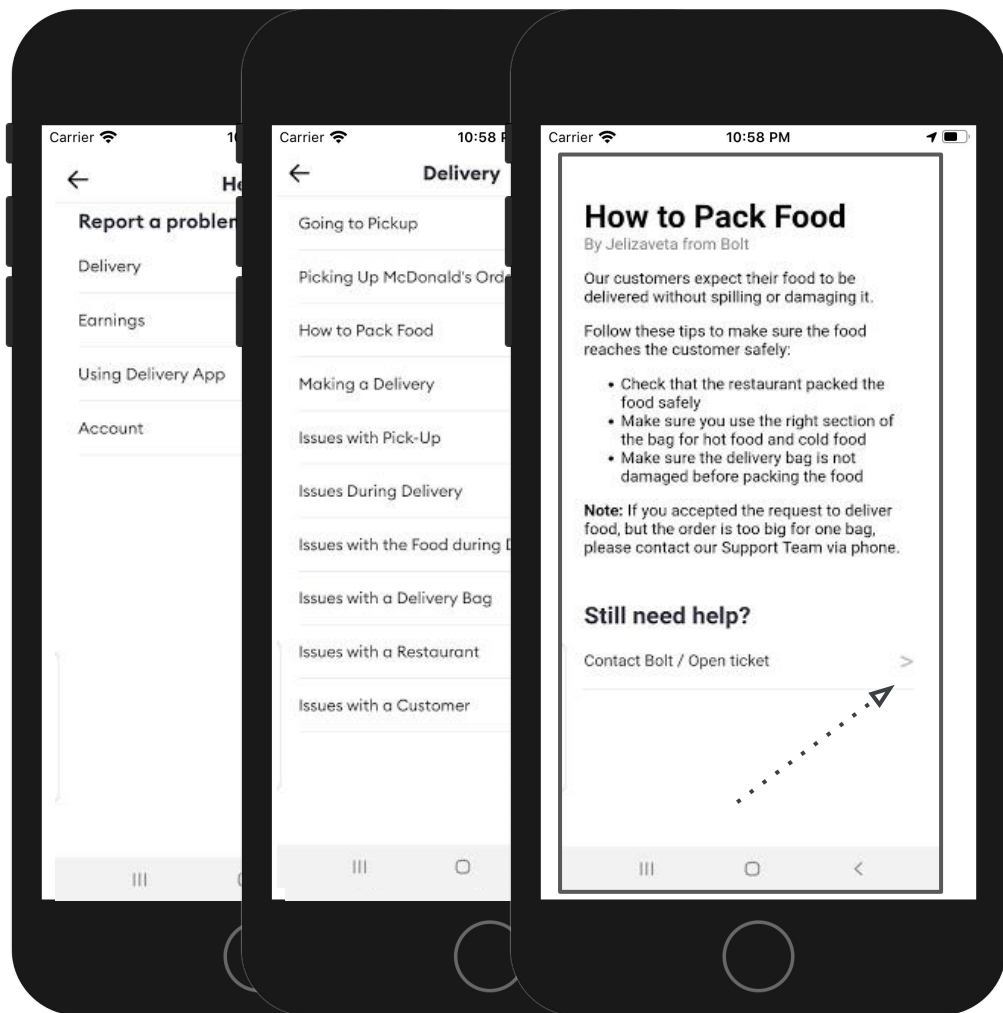 Carrier
Report a
Delivery
Earnings
Using Delivery App
Account
Carrier
10:58
Delivery
Going to Pickup
Picking Up McDonald's
How to Pack Food
Making a Delivery
Issues with Pick-Up
Issues During Delivery
Issues with the Food during
Issues with a Delivery Bag
Issues with a Restaurant
Issues with a Customer
Carrier
10:58 PM
How to Pack Food
By Jelizaveta from Bolt
Our customers expect their food to be
delivered without spilling or damaging it.
Follow these tips to make sure the food
reaches the customer safely:
• Check that the restaurant packed the
food safely
• Make sure you use the right section of
the bag for hot food and cold food
• Make sure the delivery bag is not
damaged before packing the food
Note: If you accepted the request to deliver
food, but the order is too big for one bag,
please contact our Support Team via phone.
Still need help?
Contact Bolt / Open ticket >